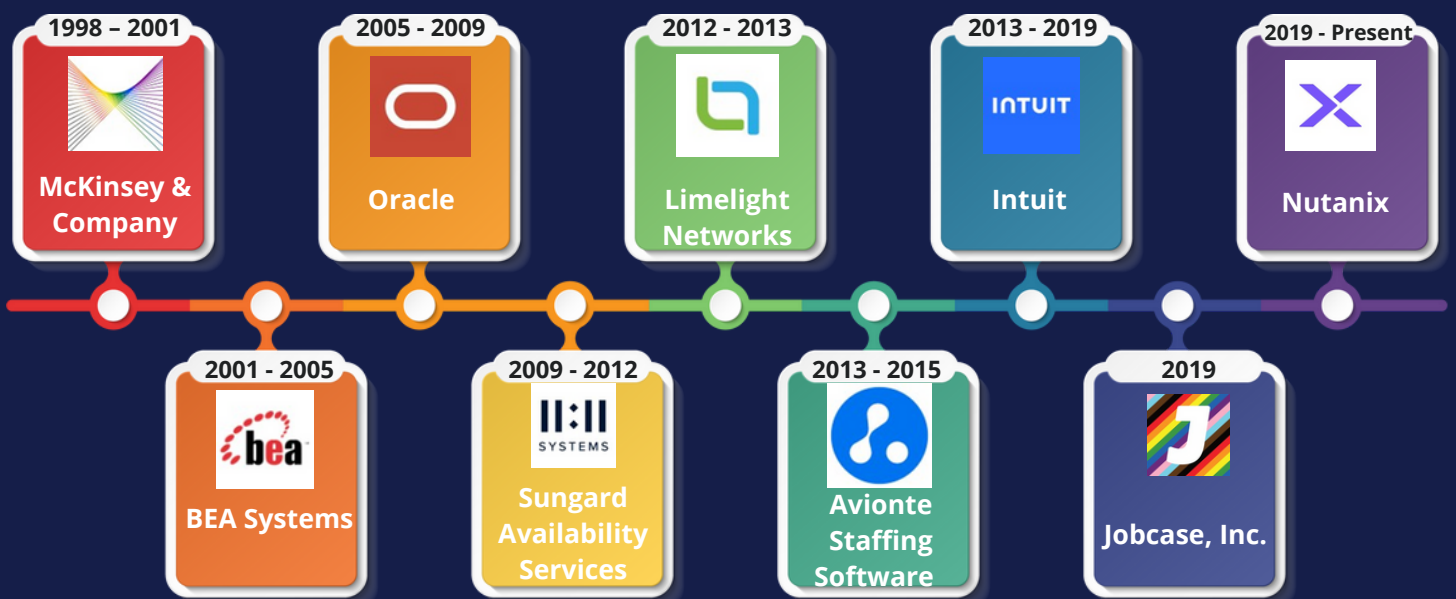 1998 – 2001
McKinsey &
Company
2001 - 2005
bea
BEA Systems
2005 - 2009
Oracle
2009 - 2012
11:11
SYSTEMS
Sungard
Availability
Services
2012 - 2013
Limelight
Networks
2013 - 2015
Avionte
Staffing
Software
2013 - 2019
INTUIT
Intuit
2019
J
Jobcase, Inc.
2019 - Present
Nutanix